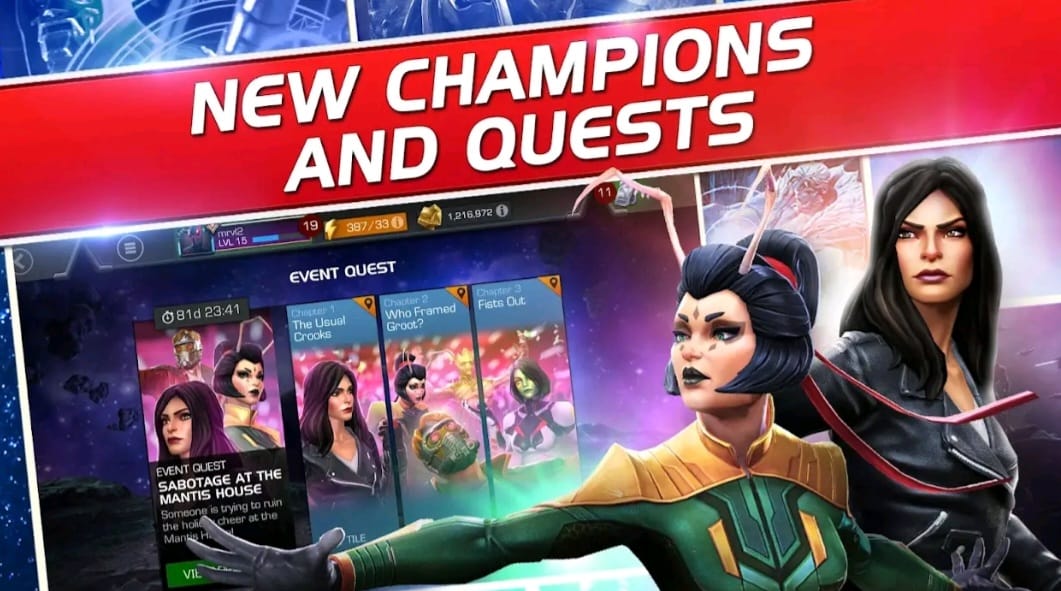 NEW CHAMPIONS
AND QUESTS
mrvl2
LVL 15
19
387/33
1,216,972
11
EVENT QUEST
81d 23:41
Chapter 1
The Usual
Crooks
Chapter 2
Who Framed
Groot?
Chapter 3
Fists Out
EVENT QUEST
SABOTAGE AT THE
MANTIS HOUSE
Someone is trying to ruin
the cheer at the
Mantis
TILE